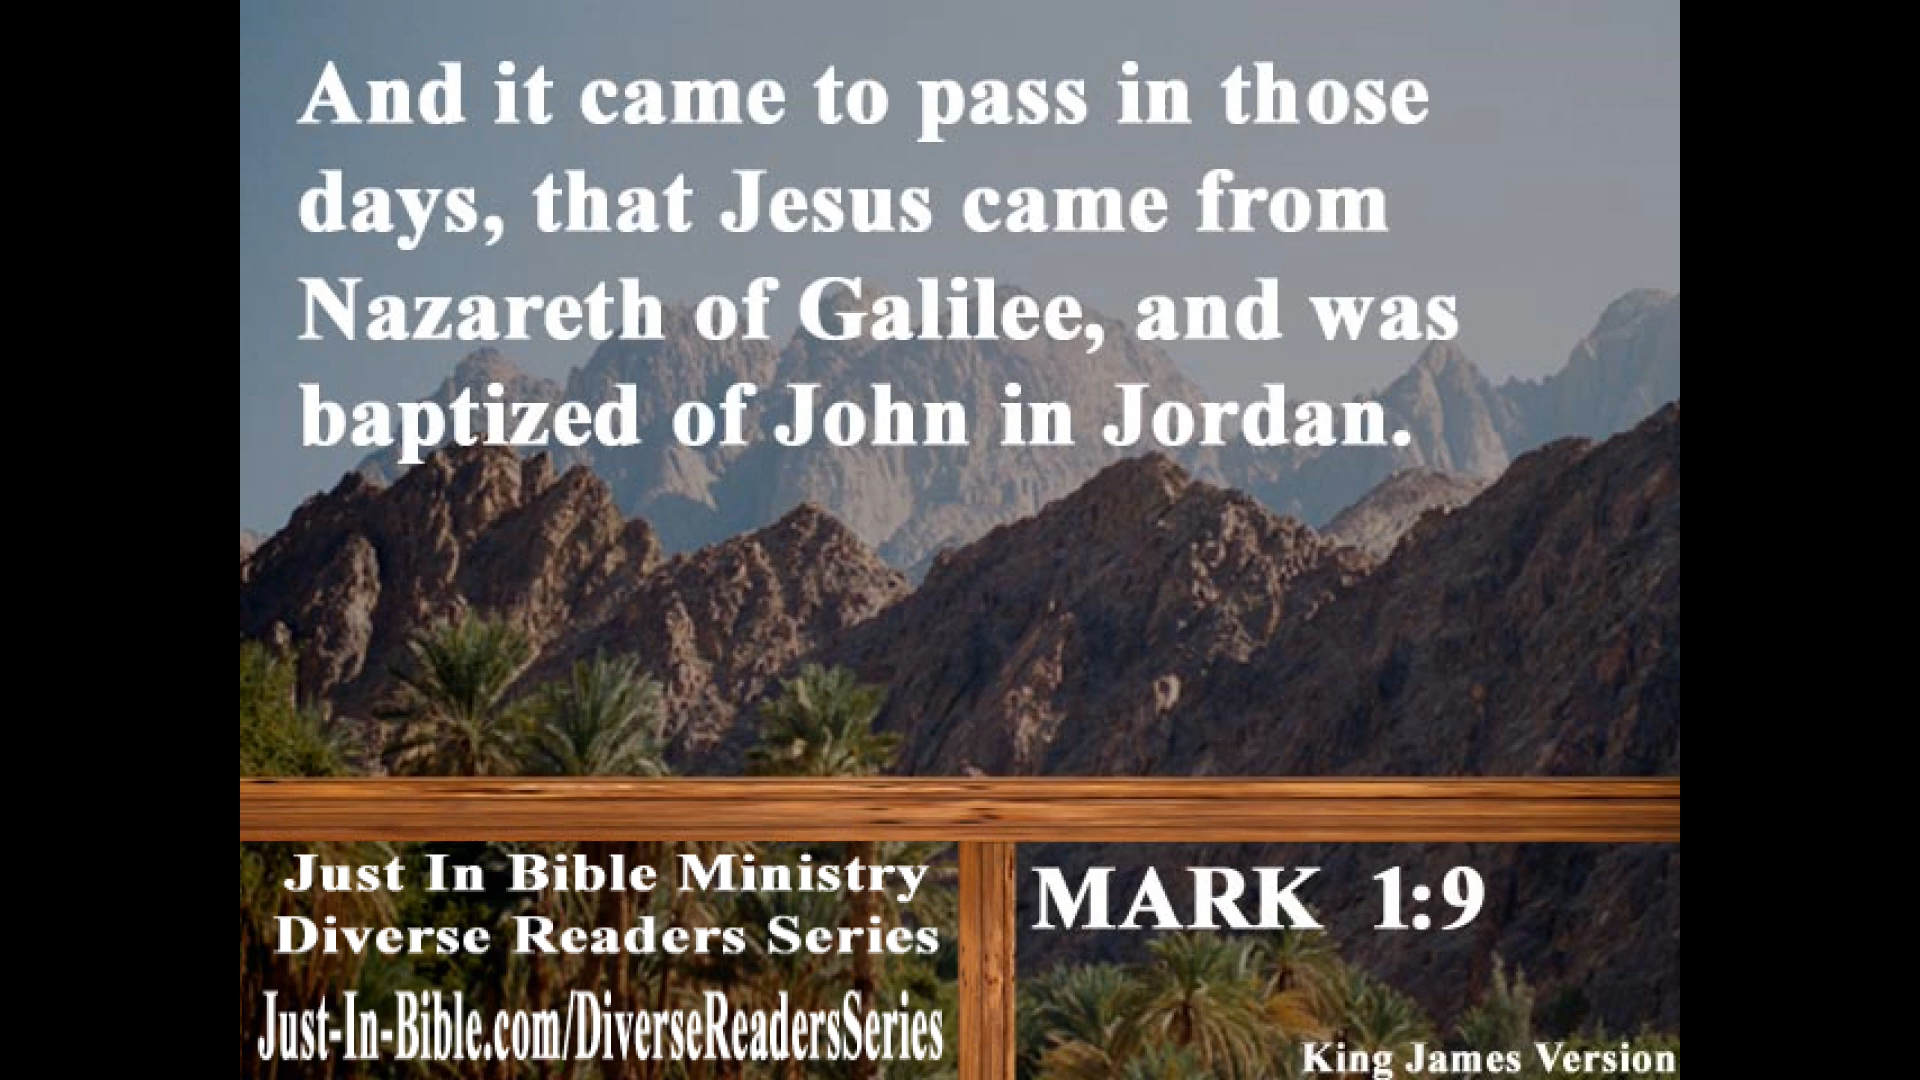 And it came to pass in those
days, that Jesus came from
Nazareth of Galilee, and was
baptized of John in Jordan.
Just In Bible Ministry
Diverse Readers Series
Just-In-Bible.com/DiverseReadersSeries
MARK 1:9
King James Version